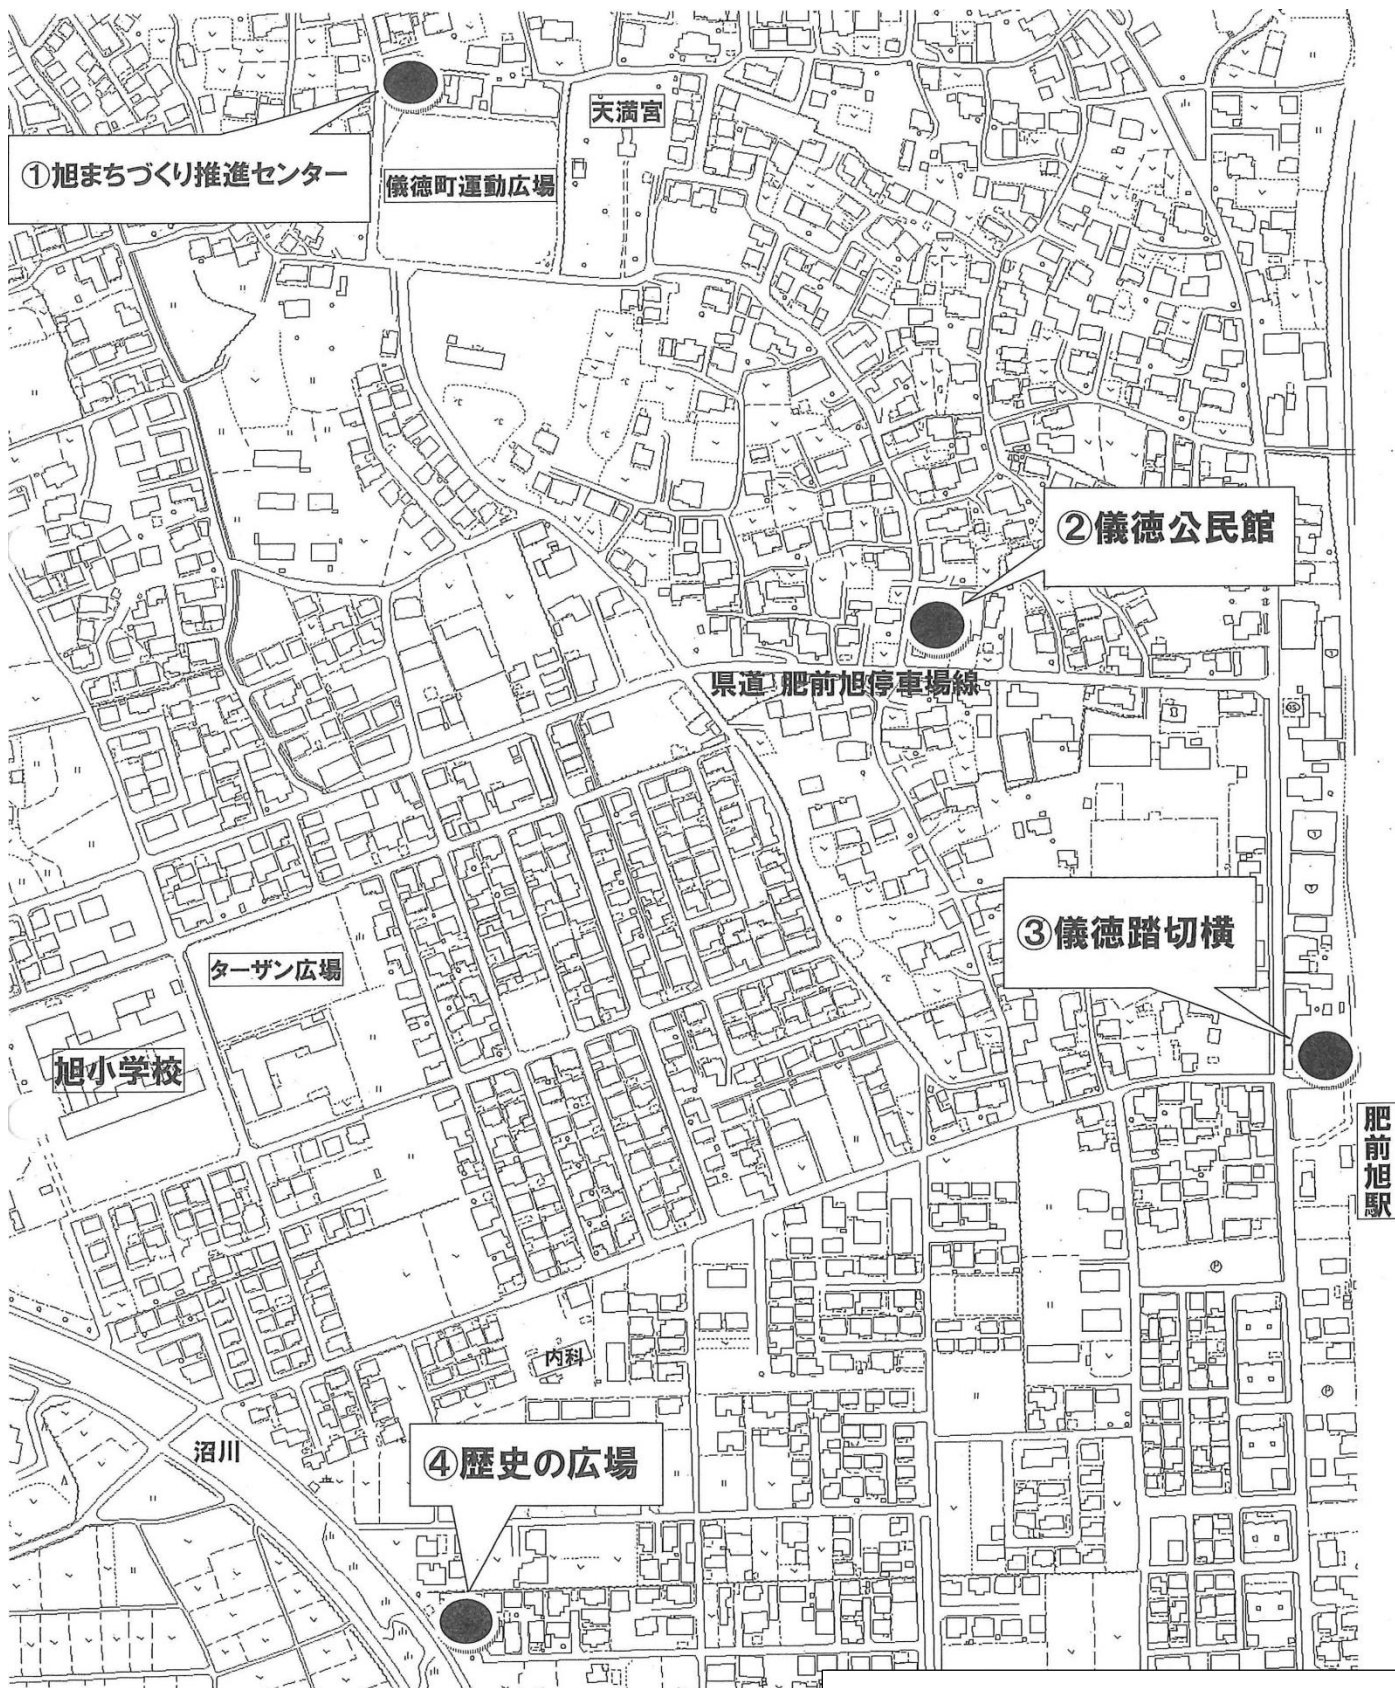 天満宮
①旭まちづくり推進センター
儀徳町運動広場
②儀徳公民館
県道 肥前旭停車場線
③儀徳踏切横
ターザン広場
旭小学校
肥前旭駅
内科
沼川
④歴史の広場